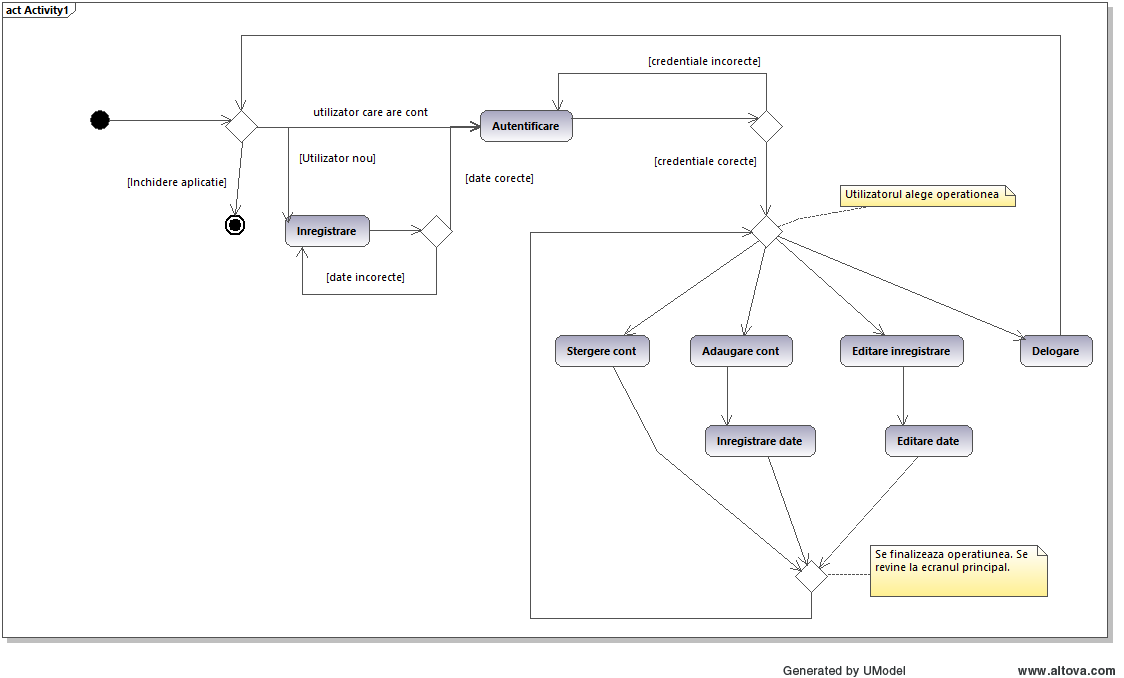 act Activity1
[credentiale incorecte]
utilizator care are cont
Autentificare
[Utilizator nou]
[credentiale corecte]
[Inchidere aplicatie]
[date corecte]
Utilizatorul alege operationea
Inregistrare
[date incorecte]
Stergere cont
Adaugare cont
Editare inregistrare
Delogare
Inregistrare date
Editare date
Se finalizeaza operatiunea. Se
revine la ecranul principal.
Generated by UModel
www.altova.com